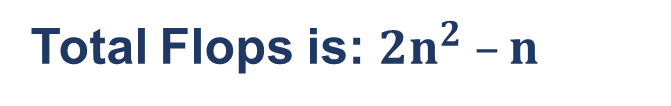 Total Flops is: 2n² – n